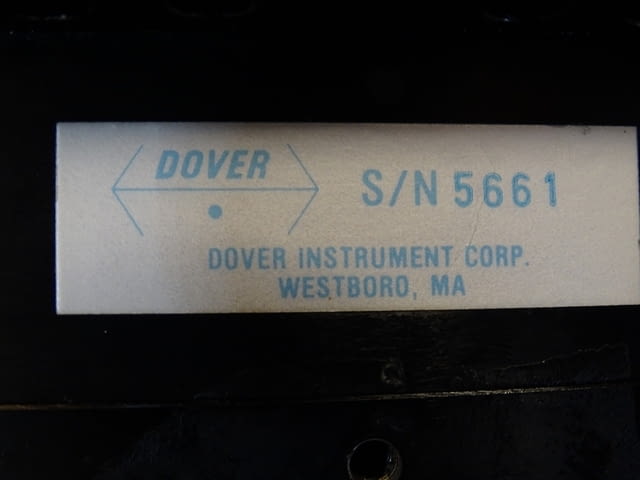 DOVER
S/N 5661
DOVER INSTRUMENT CORP.
WESTBORO, MA